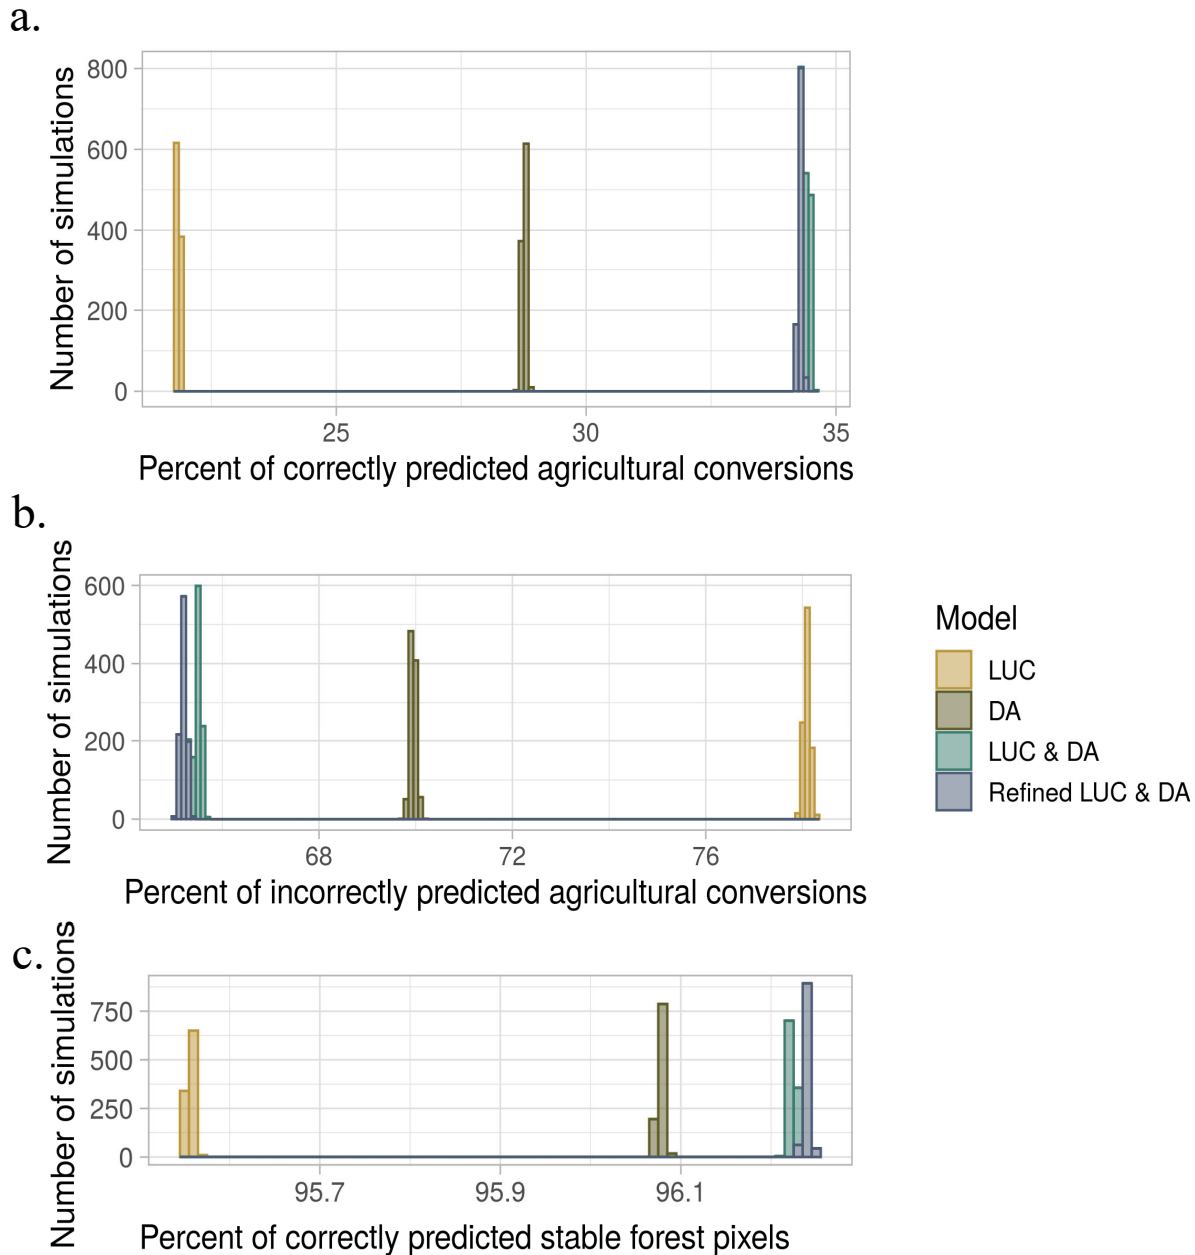 a.
Number of simulations
800
600
400
200
0
25
30
35
Percent of correctly predicted agricultural conversions
b.
Number of simulations
600
400
200
0
68
72
76
Percent of incorrectly predicted agricultural conversions
Model
LUC
DA
LUC & DA
Refined LUC & DA
c.
Number of simulations
750
500
250
0
95.7
95.9
96.1
Percent of correctly predicted stable forest pixels